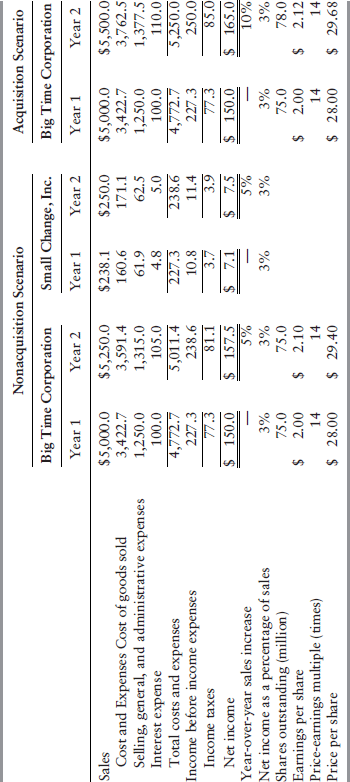 Nonacquisition Scenario Acquisition Scenario
Big Time Corporation Small Change, Inc. Big Time Corporation
Year 1 Year 2 Year 1 Year 2 Year 1 Year 2
Sales $5,000.0 $5,250.0 $238.1 $250.0 $5,000.0 $5,500.0
Cost and Expenses Cost of goods sold 3,422.7 3,591.4 160.6 171.1 3,422.7 3,762.5
Selling, general, and administrative expenses 1,250.0 1,315.0 61.9 62.5 1,250.0 1,377.5
Interest expense 100.0 105.0 4.8 5.0 100.0 110.0
Total costs and expenses 4,772.7 5,011.4 227.3 238.6 4,772.7 5,250.0
Income before income expenses 227.3 238.6 10.8 11.4 227.3 250.0
Income taxes 77.3 81.1 3.7 3.9 77.3 85.0
Net income $ 150.0 $ 157.5 $ 7.1 $ 7.5 $ 150.0 $ 165.0
Year-over-year sales increase — 5% — 5% — 10%
Net income as a percentage of sales 3% 3% 3% 3% 3% 3%
Shares outstanding (million) 75.0 75.0 75.0 78.0
Earnings per share $ 2.00 $ 2.10 $ 2.00 $ 2.12
Price-earnings multiple (times) 14 14 14 14
Price per share $ 28.00 $ 29.40 $ 28.00 $ 29.68